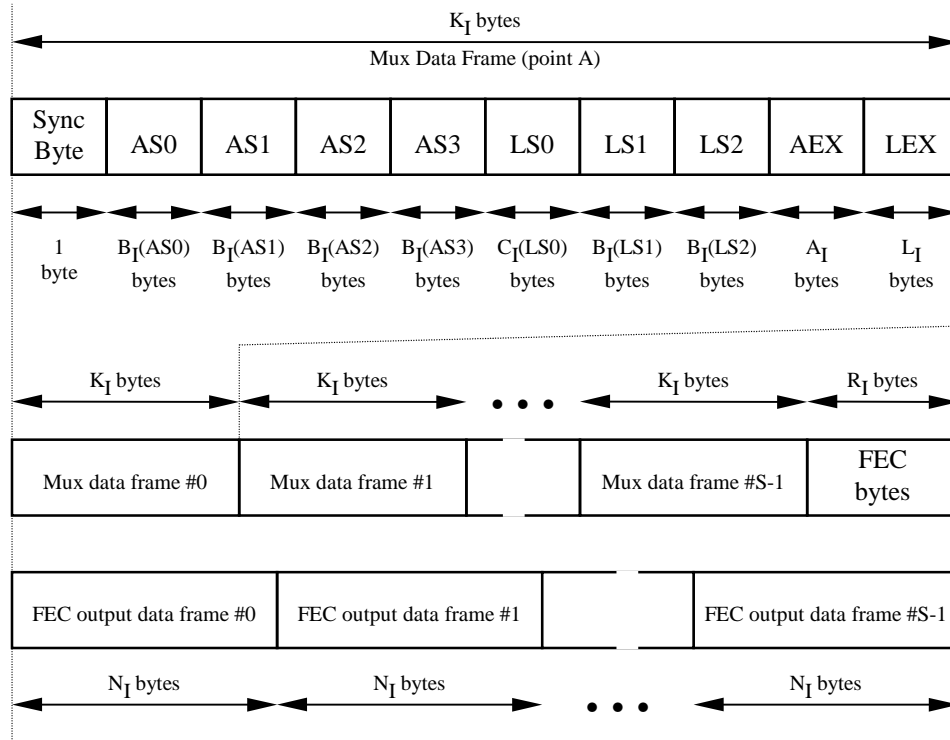 K_I bytes
Mux Data Frame (point A)
Sync Byte AS0 AS1 AS2 AS3 LS0 LS1 LS2 AEX LEX
1 B_I(AS0) B_I(AS1) B_I(AS2) B_I(AS3) C_I(LS0) B_I(LS1) B_I(LS2) A_I L_I
byte bytes bytes bytes bytes bytes bytes bytes bytes bytes
K_I bytes K_I bytes • • • K_I bytes R_I bytes
Mux data frame #0 Mux data frame #1 Mux data frame #S-1 FEC bytes
FEC output data frame #0 FEC output data frame #1 FEC output data frame #S-1
N_I bytes N_I bytes • • • N_I bytes